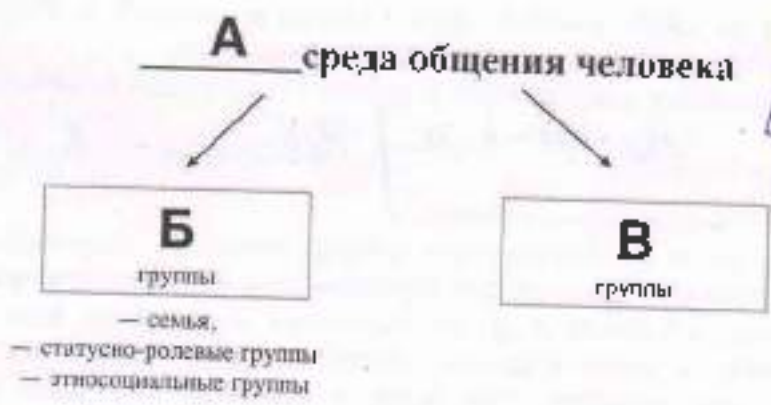 А
среда общения человека
Б
группы
— семья,
— статусно-ролевые группы
— этносоциальные группы
В
группы